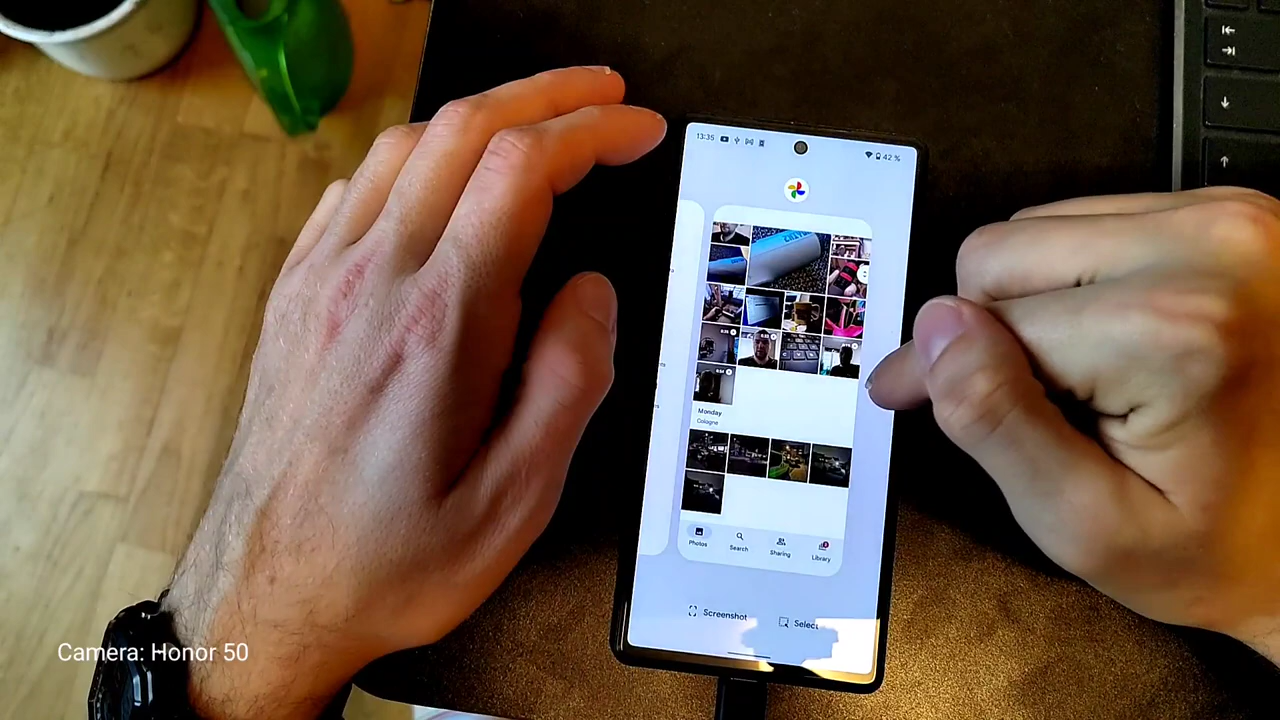 13:35
42 %
Monday
Cologne
Photos
Search
Sharing
Library
Screenshot
Select
Camera: Honor 50